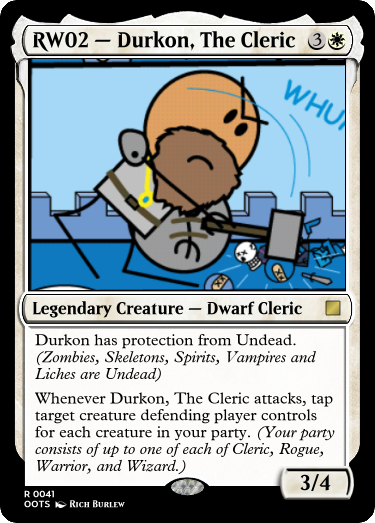 RW02 — Durkon, The Cleric 3
WHUM
Legendary Creature — Dwarf Cleric
Durkon has protection from Undead.
(Zombies, Skeletons, Spirits, Vampires and
Liches are Undead)
Whenever Durkon, The Cleric attacks, tap
target creature defending player controls
for each creature in your party. (Your party
consists of up to one of each of Cleric, Rogue,
Warrior, and Wizard.)
3/4
R 0041
OOTS Rich Burlew